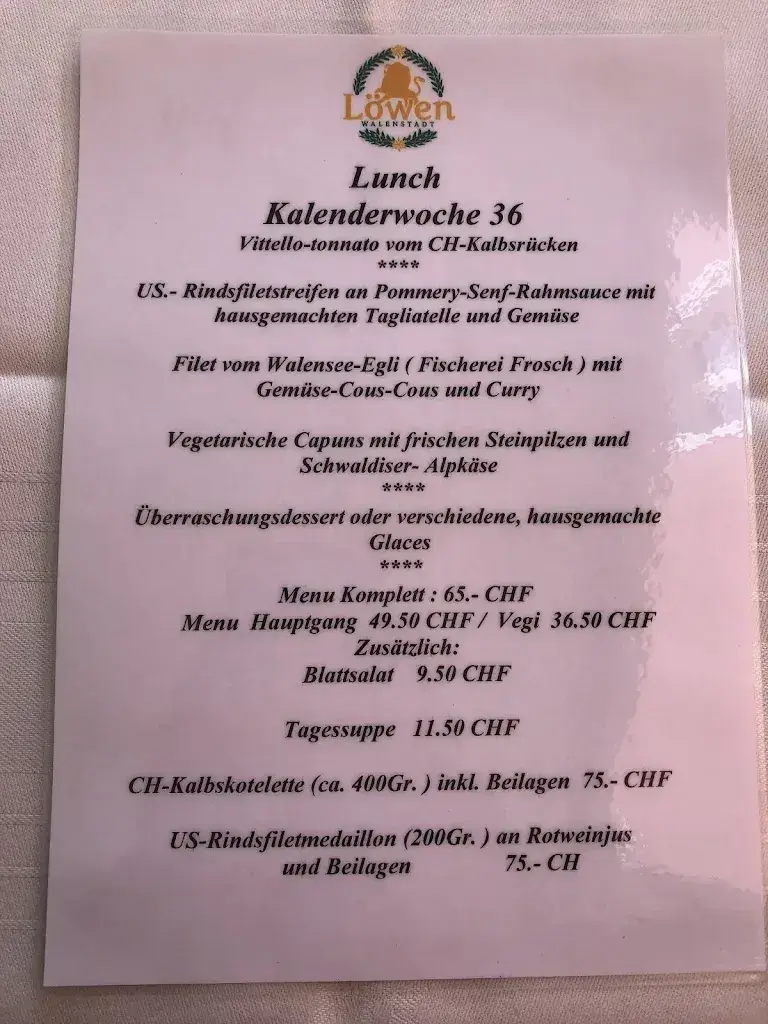 Löwen
WALENSTADT
Lunch
Kalenderwoche 36
Vittello-tonnato vom CH-Kalbsrücken
****
US.- Rindsfiletstreifen an Pommery-Senf-Rahmsauce mit
hausgemachten Tagliatelle und Gemüse
Filet vom Walensee-Egli ( Fischerei Frosch ) mit
Gemüse-Cous-Cous und Curry
Vegetarische Capuns mit frischen Steinpilzen und
Schwaldiser- Alpkäse
****
Überraschungsdessert oder verschiedene, hausgemachte
Glaces
****
Menu Komplett : 65.- CHF
Menu Hauptgang 49.50 CHF / Vegi 36.50 CHF
Zusätzlich:
Blattsalat 9.50 CHF
Tagessuppe 11.50 CHF
CH-Kalbskotelette (ca. 400Gr. ) inkl. Beilagen 75.- CHF
US-Rindsfiletmedaillon (200Gr. ) an Rotweinjus
und Beilagen 75.- CH